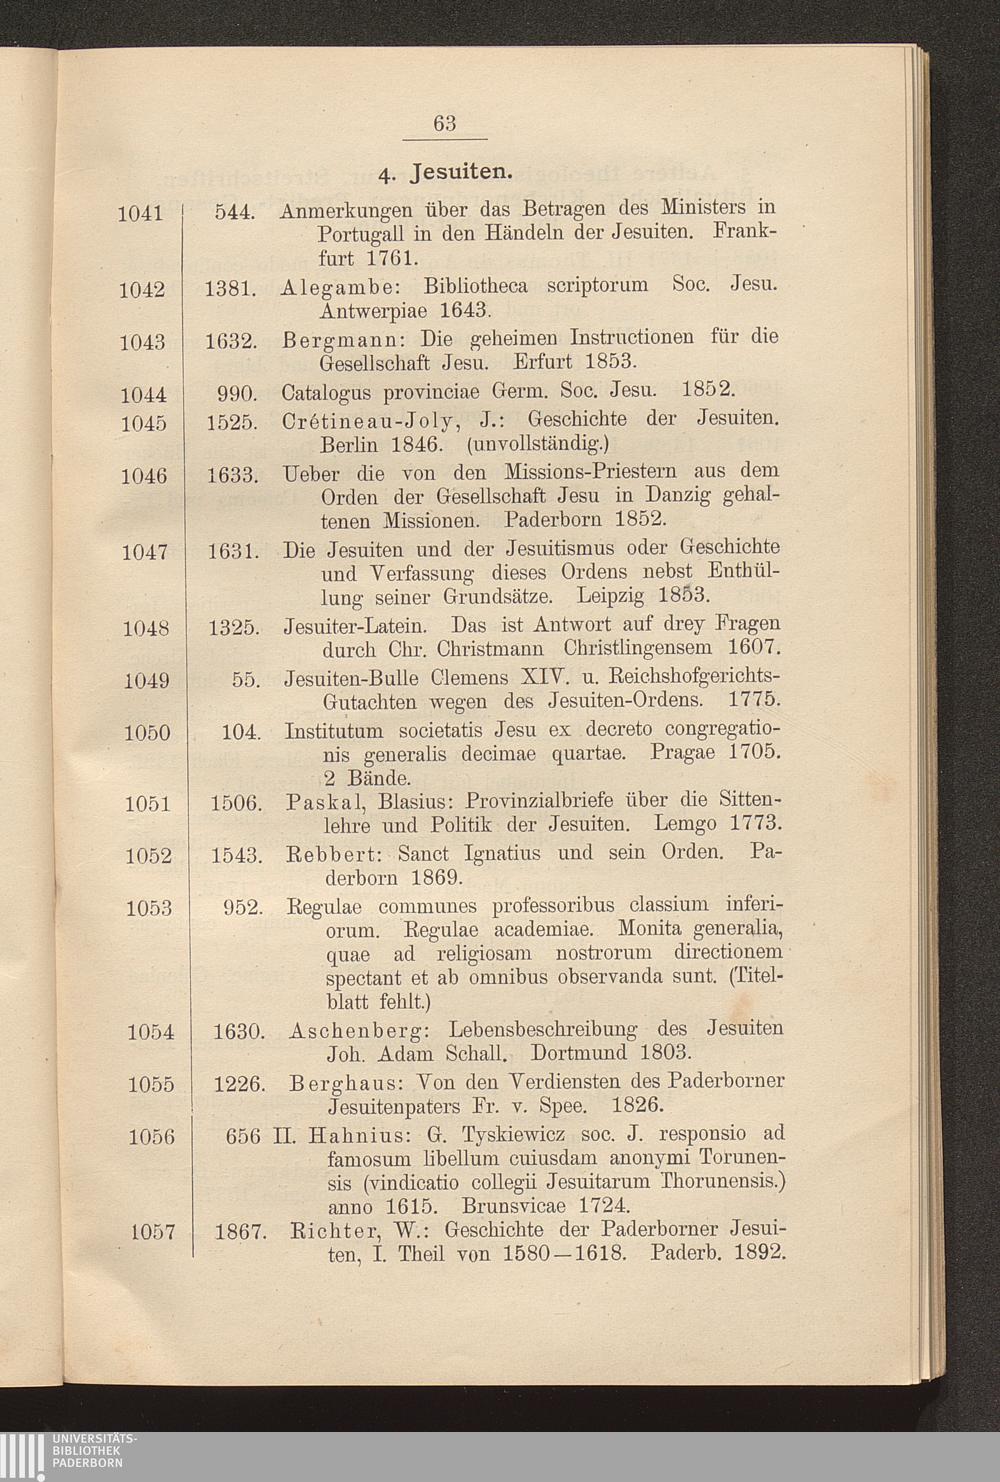 63
4. Jesuiten.
1041 544. Anmerkungen über das Betragen des Ministers in
Portugall in den Händeln der Jesuiten. Frank-
furt 1761.
1042 1381. Alegambe: Bibliotheca scriptorum Soc. Jesu.
Antwerpiae 1643.
1043 1632. Bergmann: Die geheimen Instructionen für die
Gesellschaft Jesu. Erfurt 1853.
1044 990. Catalogus provinciae Germ. Soc. Jesu. 1852.
1045 1525. Crétineau-Joly, J.: Geschichte der Jesuiten.
Berlin 1846. (unvollständig.)
1046 1633. Ueber die von den Missions-Priestern aus dem
Orden der Gesellschaft Jesu in Danzig gehal-
tenen Missionen. Paderborn 1852.
1047 1631. Die Jesuiten und der Jesuitismus oder Geschichte
und Verfassung dieses Ordens nebst Enthül-
lung seiner Grundsätze. Leipzig 1853.
1048 1325. Jesuiter-Latein. Das ist Antwort auf drey Fragen
durch Chr. Christmann Christlingensem 1607.
1049 55. Jesuiten-Bulle Clemens XIV. u. Reichshofgerichts-
Gutachten wegen des Jesuiten-Ordens. 1775.
1050 104. Institutum societatis Jesu ex decreto congregatio-
nis generalis decimae quartae. Pragae 1705.
2 Bände.
1051 1506. Paskal, Blasius: Provinzialbriefe über die Sitten-
lehre und Politik der Jesuiten. Lemgo 1773.
1052 1543. Rebbert: Sanct Ignatius und sein Orden. Pa-
derborn 1869.
1053 952. Regulae communes professoribus classium inferi-
orum. Regulae academiae. Monita generalia,
quae ad religiosam nostrorum directionem
spectant et ab omnibus observanda sunt. (Titel-
blatt fehlt.)
1054 1630. Aschenberg: Lebensbeschreibung des Jesuiten
Joh. Adam Schall. Dortmund 1803.
1055 1226. Berghaus: Von den Verdiensten des Paderborner
Jesuitenpaters Fr. v. Spee. 1826.
1056 656 II. Hahnius: G. Tyskiewicz soc. J. responsio ad
famosum libellum cuiusdam anonymi Torunen-
sis (vindicatio collegii Jesuitarum Thorunensis.)
anno 1615. Brunsvicae 1724.
1057 1867. Richter, W.: Geschichte der Paderborner Jesui-
ten, I. Theil von 1580—1618. Paderb. 1892.
UNIVERSITÄTS-
BIBLIOTHEK
PADERBORN